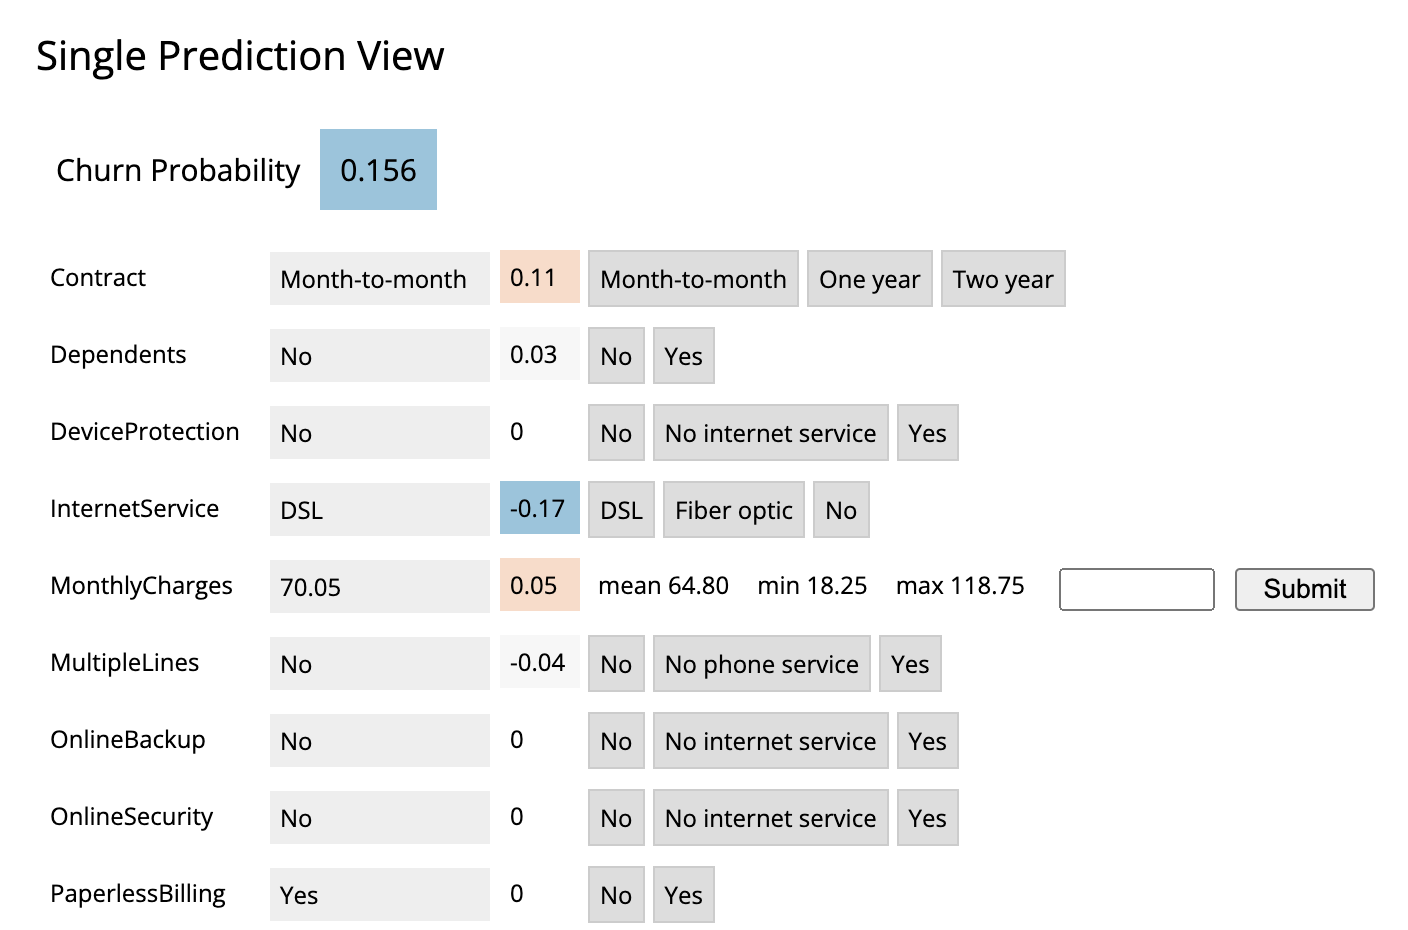 Single Prediction View
Churn Probability 0.156
Contract Month-to-month 0.11 Month-to-month One year Two year
Dependents No 0.03 No Yes
DeviceProtection No 0 No No internet service Yes
InternetService DSL -0.17 DSL Fiber optic No
MonthlyCharges 70.05 0.05 mean 64.80 min 18.25 max 118.75 Submit
MultipleLines No -0.04 No No phone service Yes
OnlineBackup No 0 No No internet service Yes
OnlineSecurity No 0 No No internet service Yes
PaperlessBilling Yes 0 No Yes